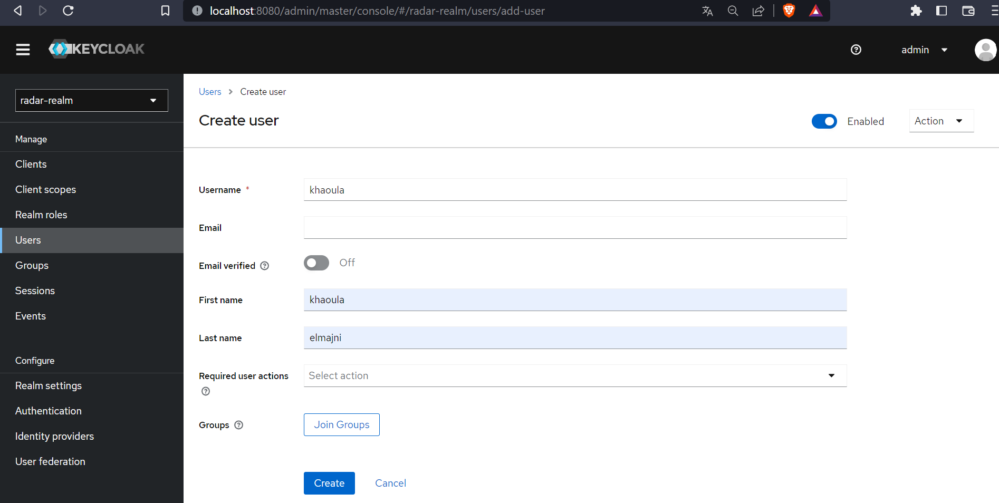 localhost:8080/admin/master/console/#/radar-realm/users/add-user
KEYCLOAK
admin
radar-realm
Manage
Clients
Client scopes
Realm roles
Users
Groups
Sessions
Events
Configure
Realm settings
Authentication
Identity providers
User federation
Users > Create user
Create user
Enabled
Action
Username *
khaoula
Email
Email verified
Off
First name
khaoula
Last name
elmajni
Required user actions
Select action
Groups
Join Groups
Create
Cancel